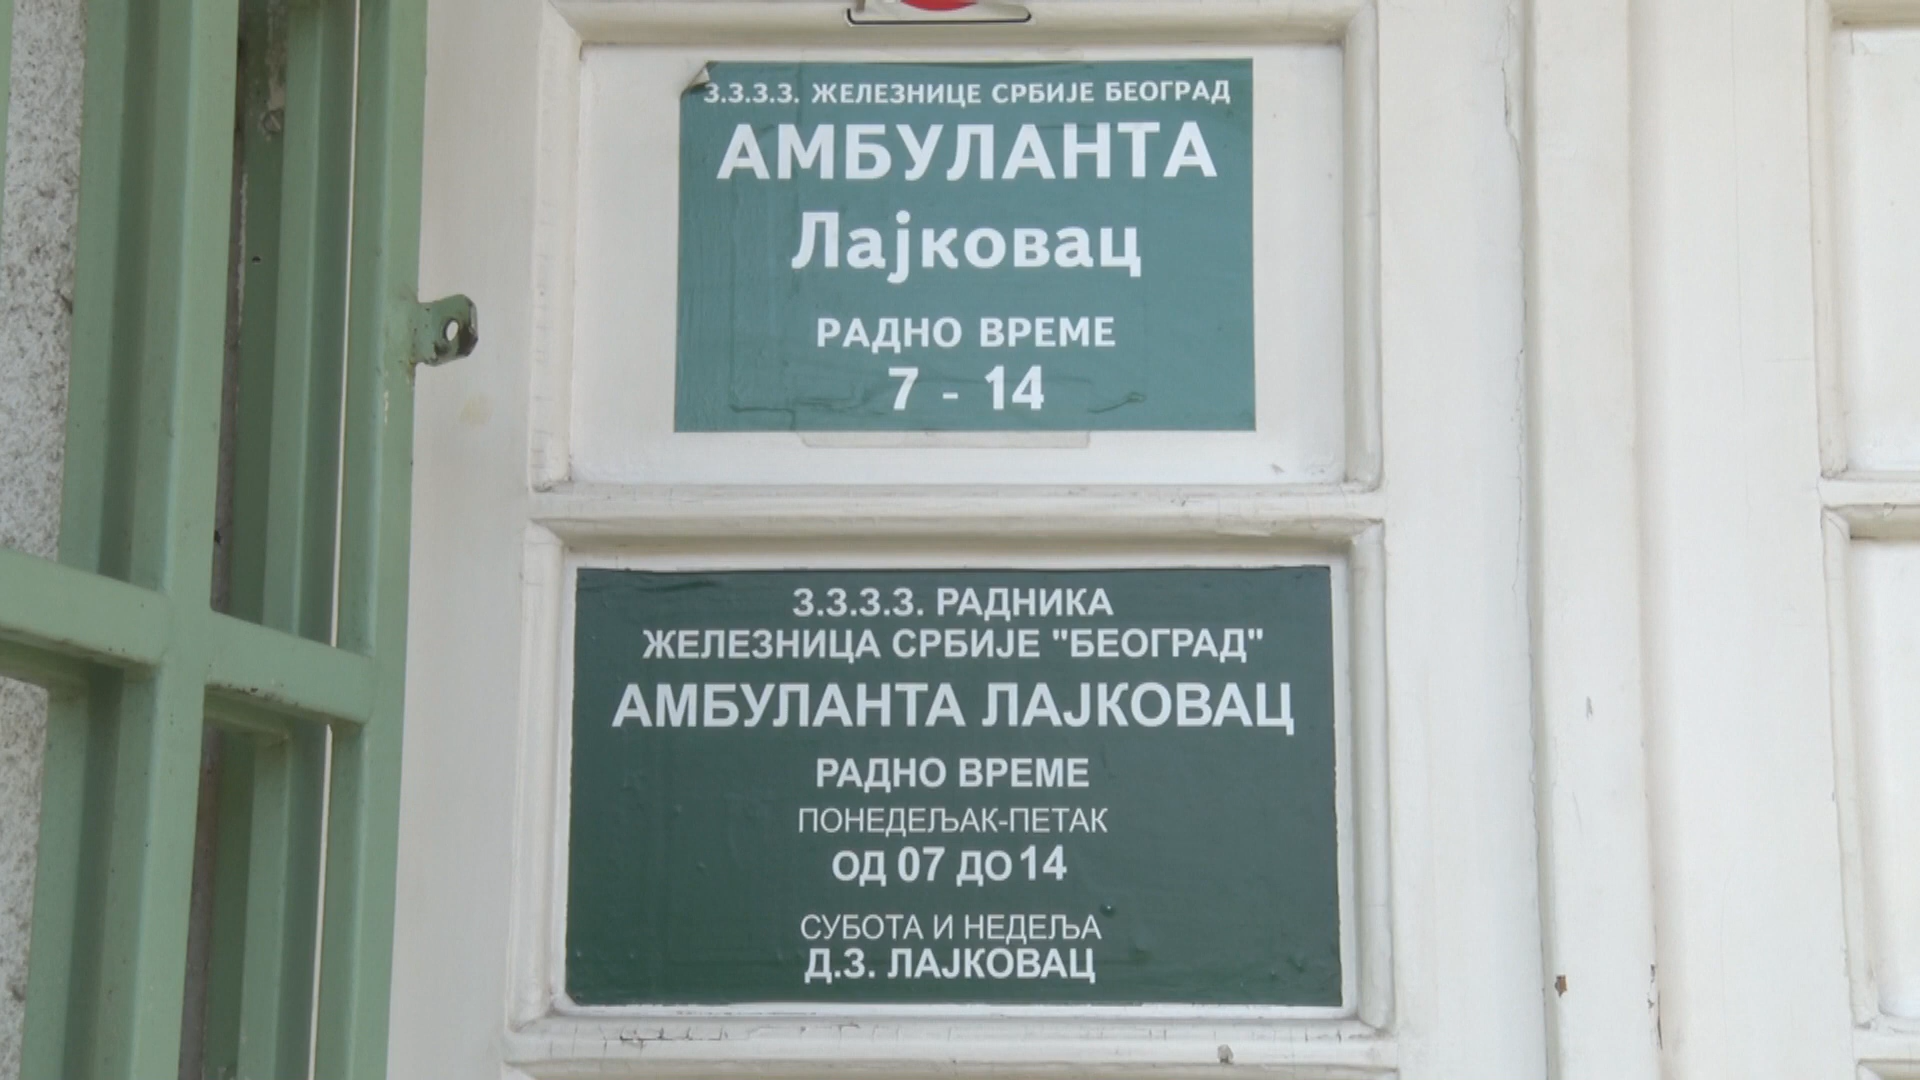 З.З.З.З. ЖЕЛЕЗНИЦЕ СРБИЈЕ БЕОГРАД
АМБУЛАНТА
Лајковац
РАДНО ВРЕМЕ
7 - 14
З.З.З.З. РАДНИКА
ЖЕЛЕЗНИЦА СРБИЈЕ "БЕОГРАД"
АМБУЛАНТА ЛАЈКОВАЦ
РАДНО ВРЕМЕ
ПОНЕДЕЉАК-ПЕТАК
ОД 07 ДО 14
СУБОТА И НЕДЕЉА
Д.З. ЛАЈКОВАЦ